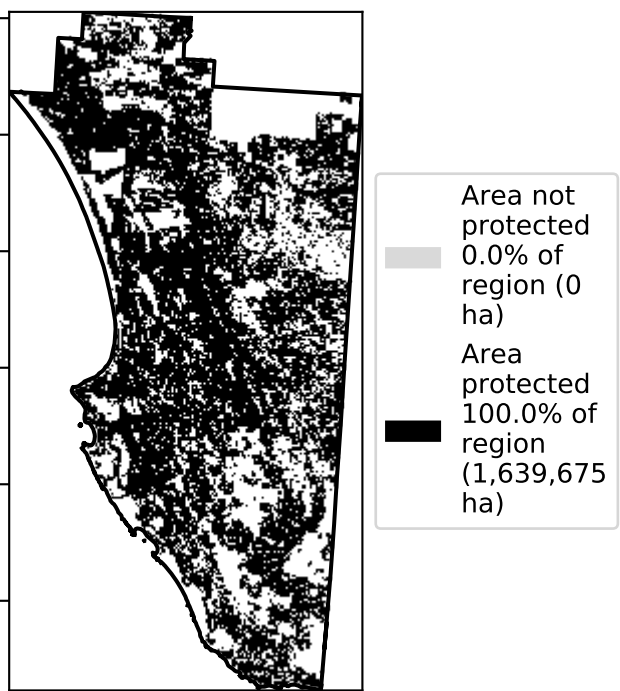 Area not
protected
0.0% of
region (0
ha)
Area
protected
100.0% of
region
(1,639,675
ha)